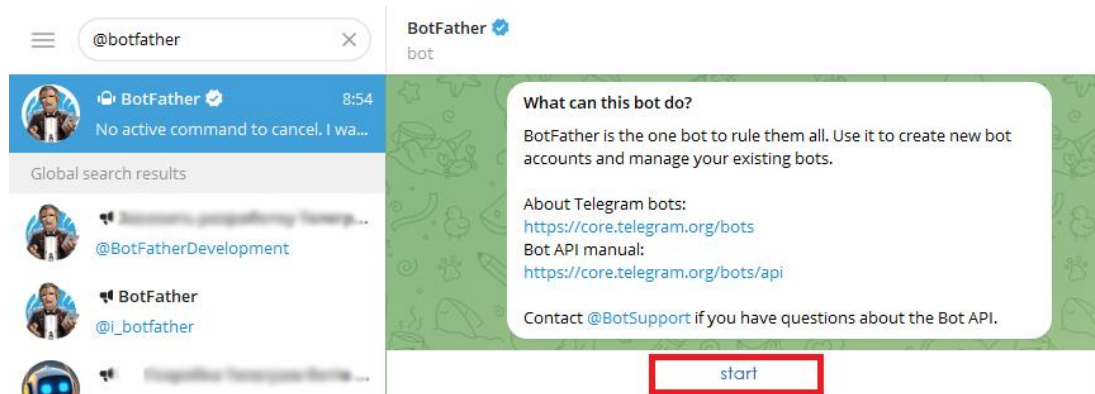 @botfather
BotFather
8:54
No active command to cancel. I wa...
Global search results
@BotFatherDevelopment
BotFather
@i_botfather
BotFather
bot
What can this bot do?
BotFather is the one bot to rule them all. Use it to create new bot
accounts and manage your existing bots.
About Telegram bots:
https://core.telegram.org/bots
Bot API manual:
https://core.telegram.org/bots/api
Contact @BotSupport if you have questions about the Bot API.
start